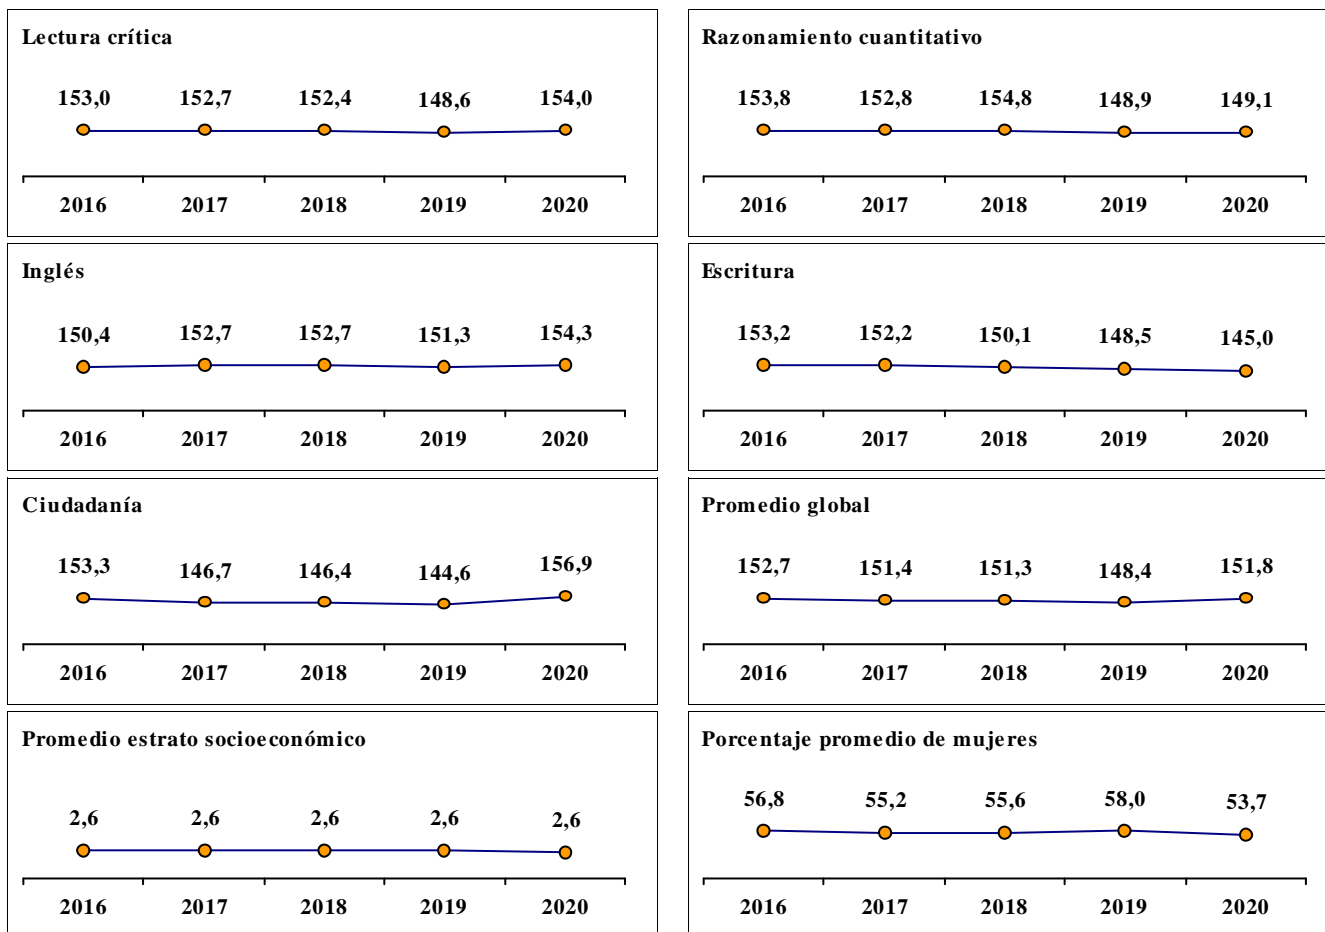 Lectura crítica
153,0 152,7 152,4 148,6 154,0
2016 2017 2018 2019 2020
Razonamiento cuantitativo
153,8 152,8 154,8 148,9 149,1
2016 2017 2018 2019 2020
Inglés
150,4 152,7 152,7 151,3 154,3
2016 2017 2018 2019 2020
Escritura
153,2 152,2 150,1 148,5 145,0
2016 2017 2018 2019 2020
Ciudadanía
153,3 146,7 146,4 144,6 156,9
2016 2017 2018 2019 2020
Promedio global
152,7 151,4 151,3 148,4 151,8
2016 2017 2018 2019 2020
Promedio estrato socioeconómico
2,6 2,6 2,6 2,6 2,6
2016 2017 2018 2019 2020
Porcentaje promedio de mujeres
56,8 55,2 55,6 58,0 53,7
2016 2017 2018 2019 2020